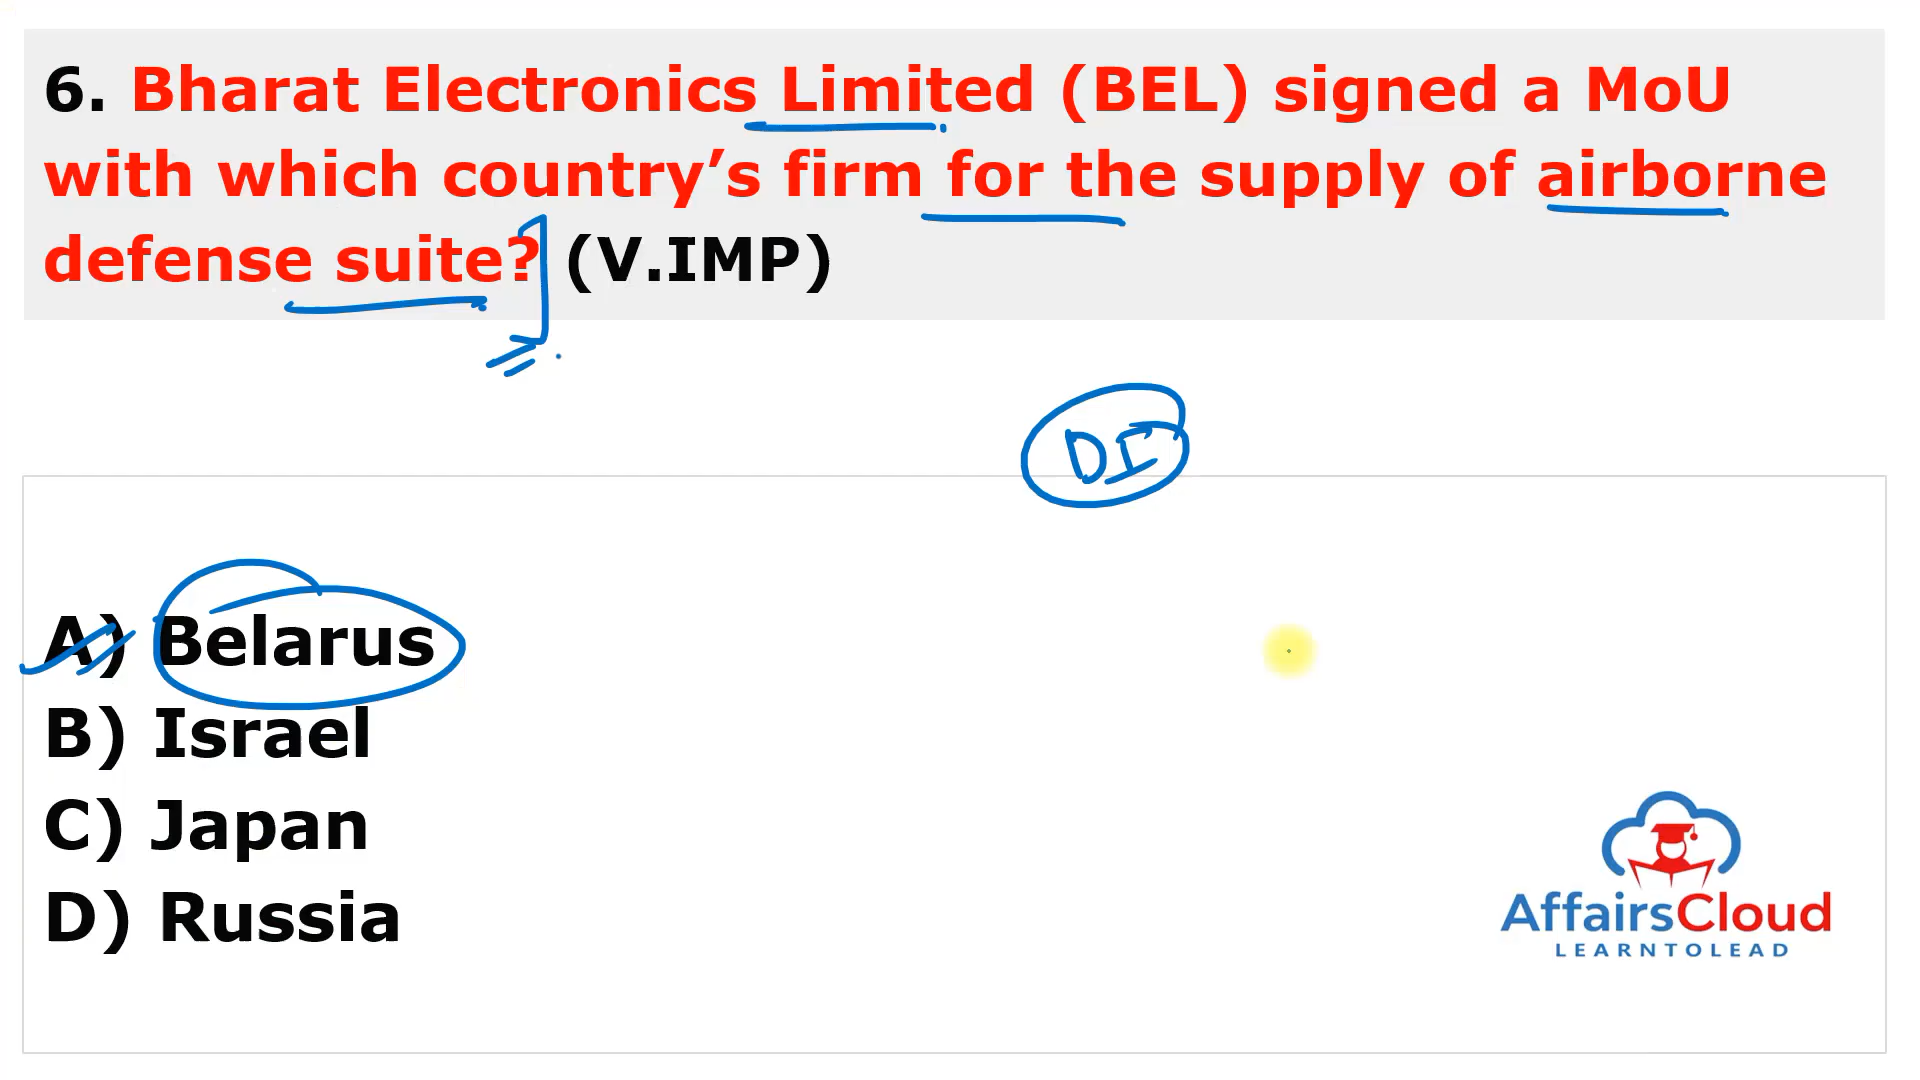 6. Bharat Electronics Limited (BEL) signed a MoU
with which country’s firm for the supply of airborne
defense suite? (V.IMP)
DI
A) Belarus
B) Israel
C) Japan
D) Russia
AffairsCloud
LEARNTOLEAD